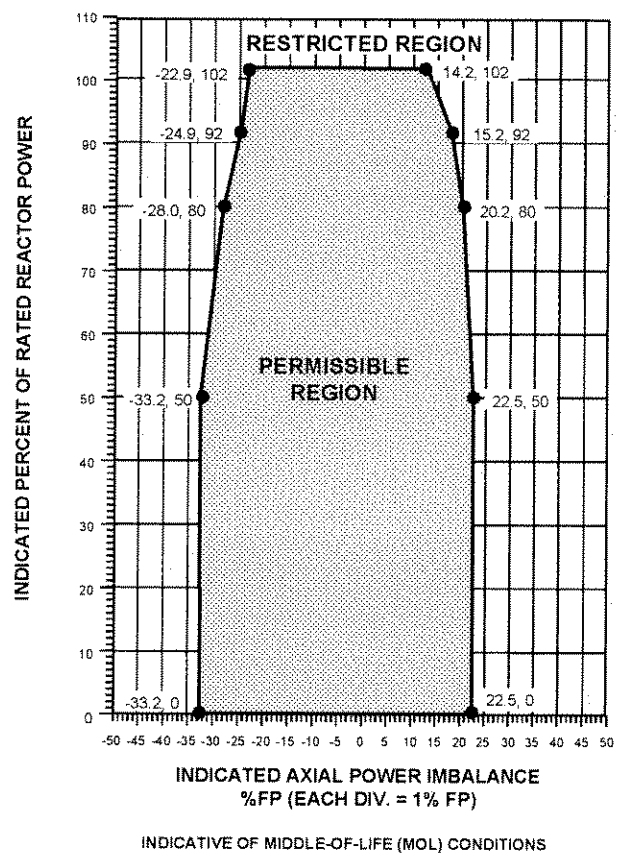 110
RESTRICTED REGION
-22.9, 102
14.2, 102
100
-24.9, 92
15.2, 92
90
80
-28.0, 80
20.2, 80
70
60
PERMISSIBLE
REGION
50
-33.2, 50
22.5, 50
40
30
20
10
-33.2, 0
22.5, 0
0
-50 -45 -40 -35 -30 -25 -20 -15 -10 -5 0 5 10 15 20 25 30 35 40 45 50
INDICATED PERCENT OF RATED REACTOR POWER
INDICATED AXIAL POWER IMBALANCE
%FP (EACH DIV. = 1% FP)
INDICATIVE OF MIDDLE-OF-LIFE (MOL) CONDITIONS